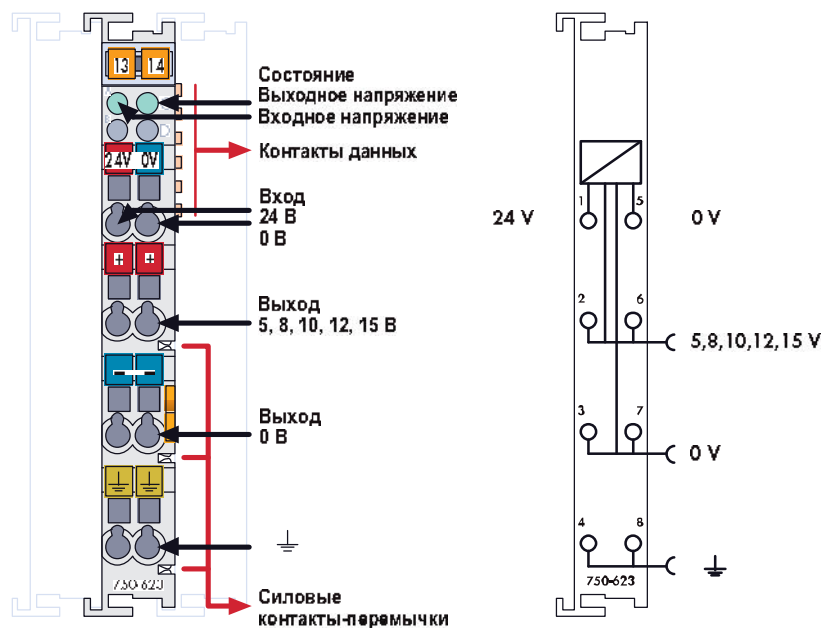 13 14
Состояние
Выходное напряжение
Входное напряжение
A
B D
Контакты данных
24V 0V
Вход
24 В
0 В
+ +
Выход
5, 8, 10, 12, 15 В
Выход
0 В
750-623
Силовые
контакты-перемычки
1 5
24 V 0 V
2 6
5,8,10,12,15 V
3 7
0 V
4 8
750-623